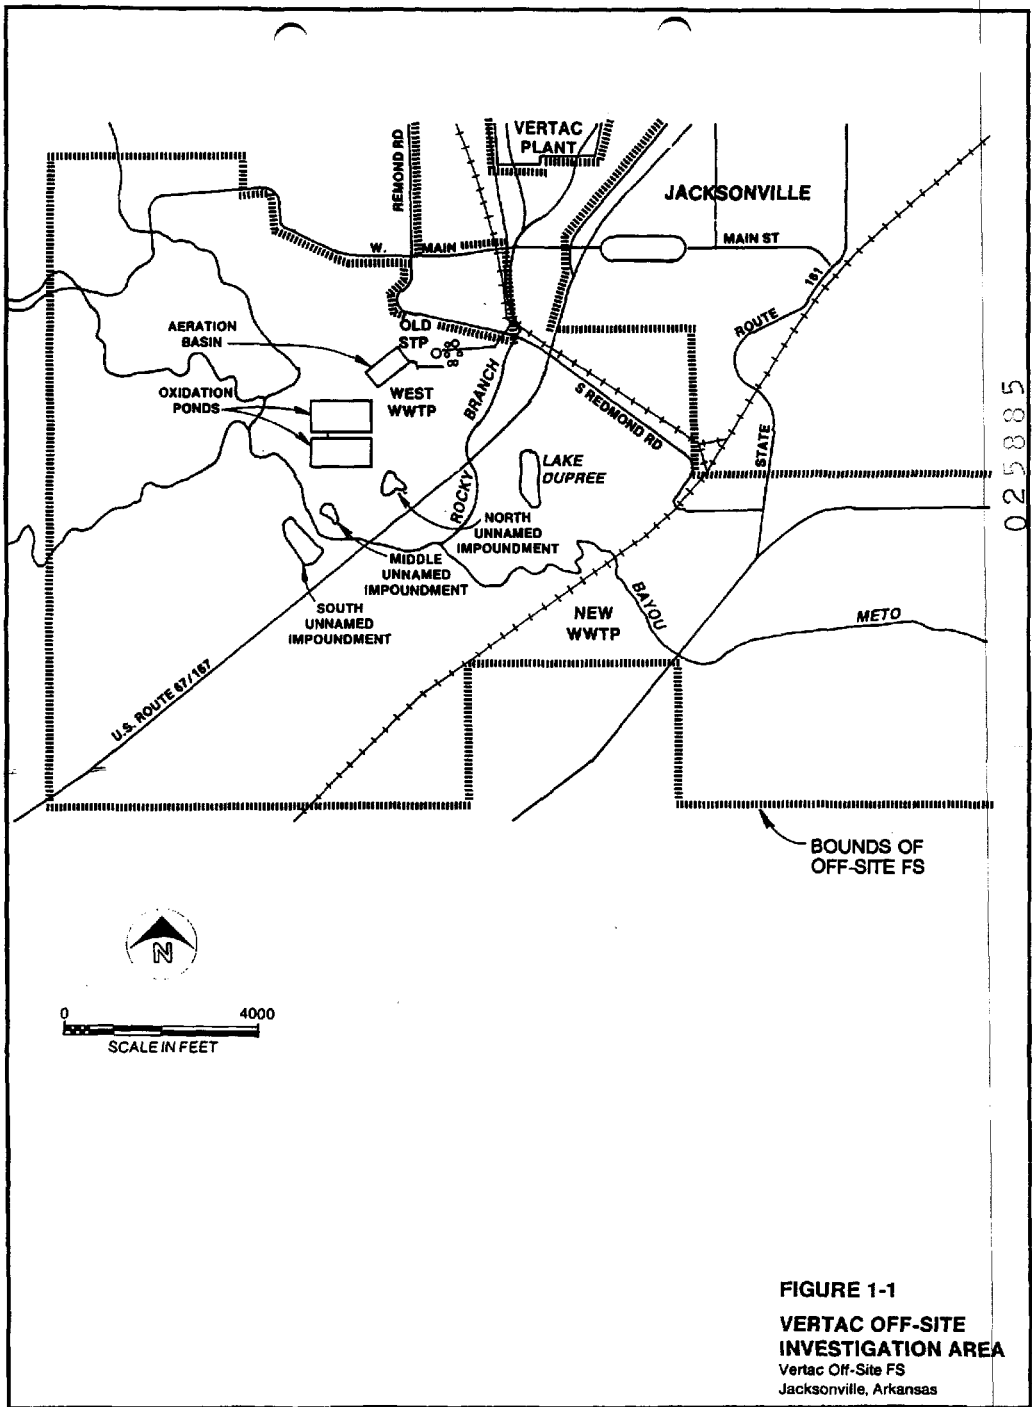 VERTAC
PLANT
REMOND RD
JACKSONVILLE
W. MAIN
MAIN ST
161
ROUTE
STATE
AERATION
BASIN
OLD
STP
WEST
WWTP
OXIDATION
PONDS
BRANCH
ROCKY
S REDMOND RD
LAKE
DUPREE
NORTH
UNNAMED
IMPOUNDMENT
MIDDLE
UNNAMED
IMPOUNDMENT
SOUTH
UNNAMED
IMPOUNDMENT
NEW
WWTP
BAYOU
METO
U.S. ROUTE 67/167
BOUNDS OF
OFF-SITE FS
025885
N
0 4000
SCALE IN FEET
FIGURE 1-1
VERTAC OFF-SITE
INVESTIGATION AREA
Vertac Off-Site FS
Jacksonville, Arkansas